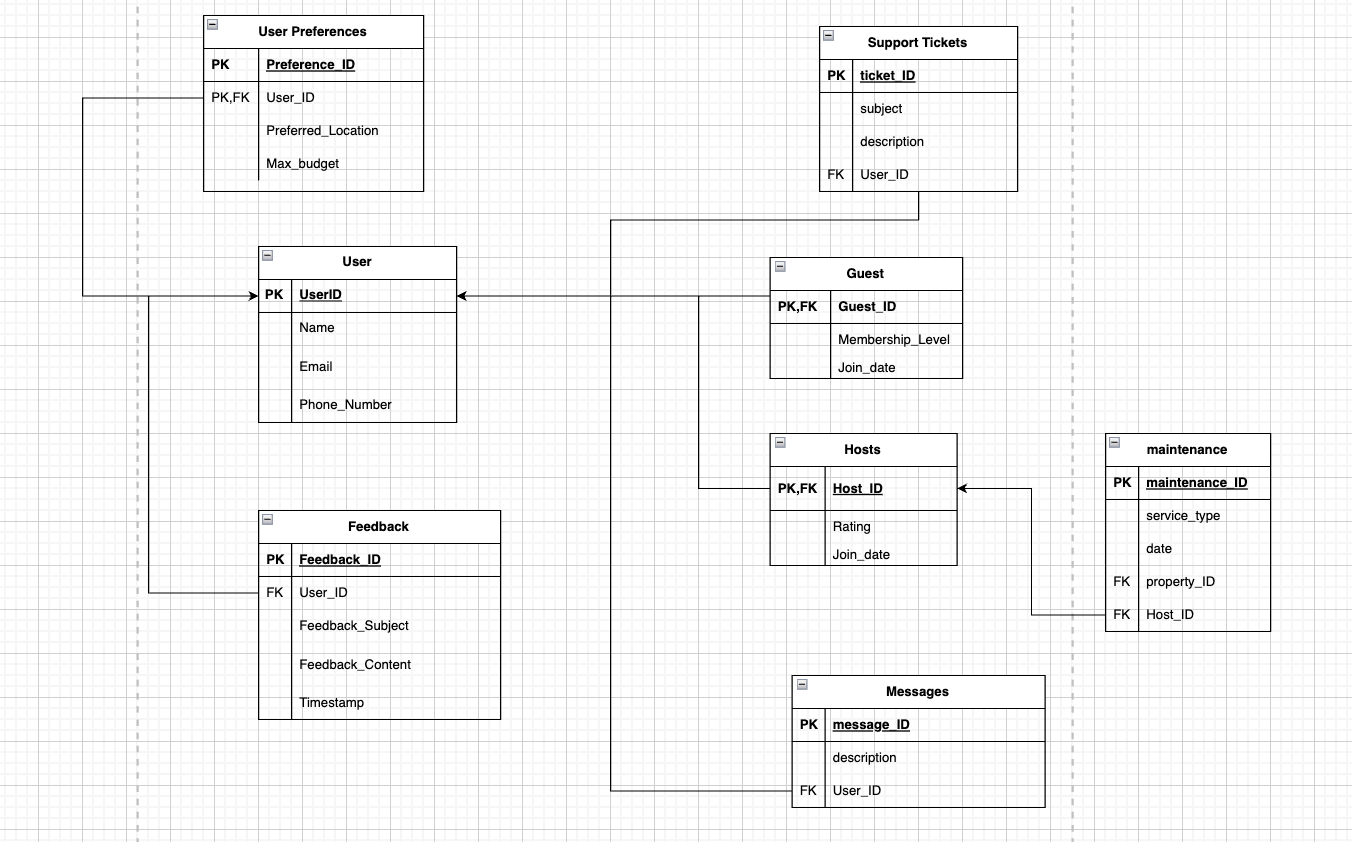 User Preferences
PK Preference_ID
PK,FK User_ID
Preferred_Location
Max_budget
Support Tickets
PK ticket_ID
subject
description
FK User_ID
User
PK UserID
Name
Email
Phone_Number
Guest
PK,FK Guest_ID
Membership_Level
Join_date
Hosts
PK,FK Host_ID
Rating
Join_date
maintenance
PK maintenance_ID
service_type
date
FK property_ID
FK Host_ID
Feedback
PK Feedback_ID
FK User_ID
Feedback_Subject
Feedback_Content
Timestamp
Messages
PK message_ID
description
FK User_ID